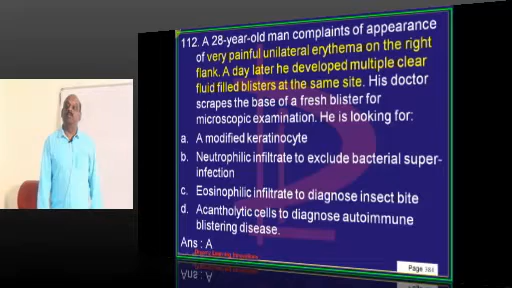 112. A 28-year-old man complaints of appearance
of very painful unilateral erythema on the right
flank. A day later he developed multiple clear
fluid filled blisters at the same site. His doctor
scrapes the base of a fresh blister for
microscopic examination. He is looking for:
a. A modified keratinocyte
b. Neutrophilic infiltrate to exclude bacterial super-
infection
c. Eosinophilic infiltrate to diagnose insect bite
d. Acantholytic cells to diagnose autoimmune
blistering disease.
Ans : A
Page 384